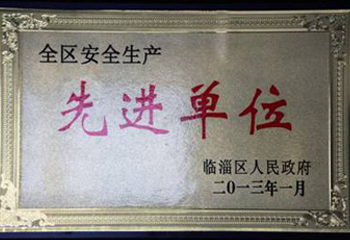 全区安全生产
先进单位
临淄区人民政府
二〇一三年一月